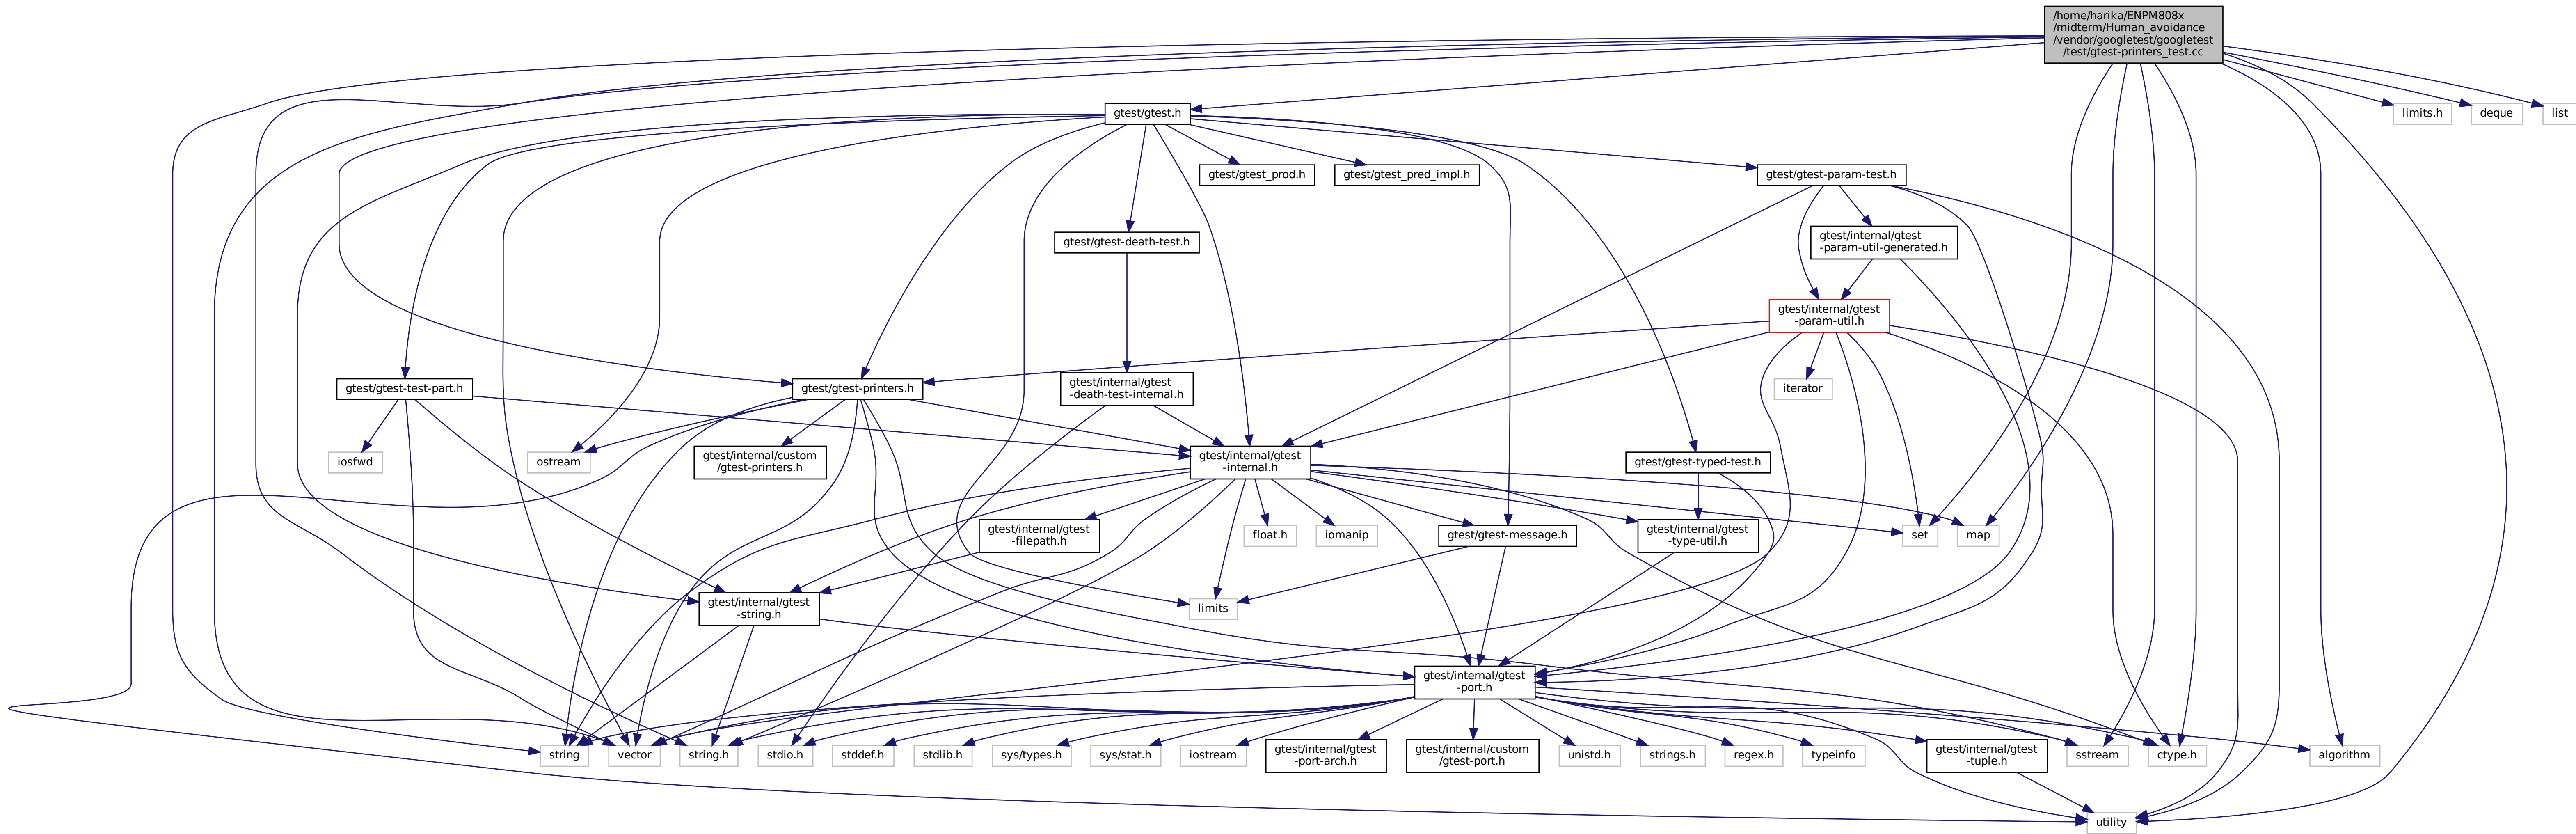 /home/harika/ENPM808x
/midterm/Human_avoidance
/vendor/googletest/googletest
/test/gtest-printers_test.cc
gtest/gtest.h
limits.h
deque
list
gtest/gtest_prod.h
gtest/gtest_pred_impl.h
gtest/gtest-param-test.h
gtest/gtest-death-test.h
gtest/internal/gtest
-param-util-generated.h
gtest/internal/gtest
-param-util.h
gtest/gtest-test-part.h
gtest/gtest-printers.h
gtest/internal/gtest
-death-test-internal.h
iterator
iosfwd
ostream
gtest/internal/custom
/gtest-printers.h
gtest/internal/gtest
-internal.h
gtest/gtest-typed-test.h
gtest/internal/gtest
-filepath.h
float.h
iomanip
gtest/gtest-message.h
gtest/internal/gtest
-type-util.h
set
map
gtest/internal/gtest
-string.h
limits
gtest/internal/gtest
-port.h
string
vector
string.h
stdio.h
stddef.h
stdlib.h
sys/types.h
sys/stat.h
iostream
gtest/internal/gtest
-port-arch.h
gtest/internal/custom
/gtest-port.h
unistd.h
strings.h
regex.h
typeinfo
gtest/internal/gtest
-tuple.h
sstream
ctype.h
algorithm
utility